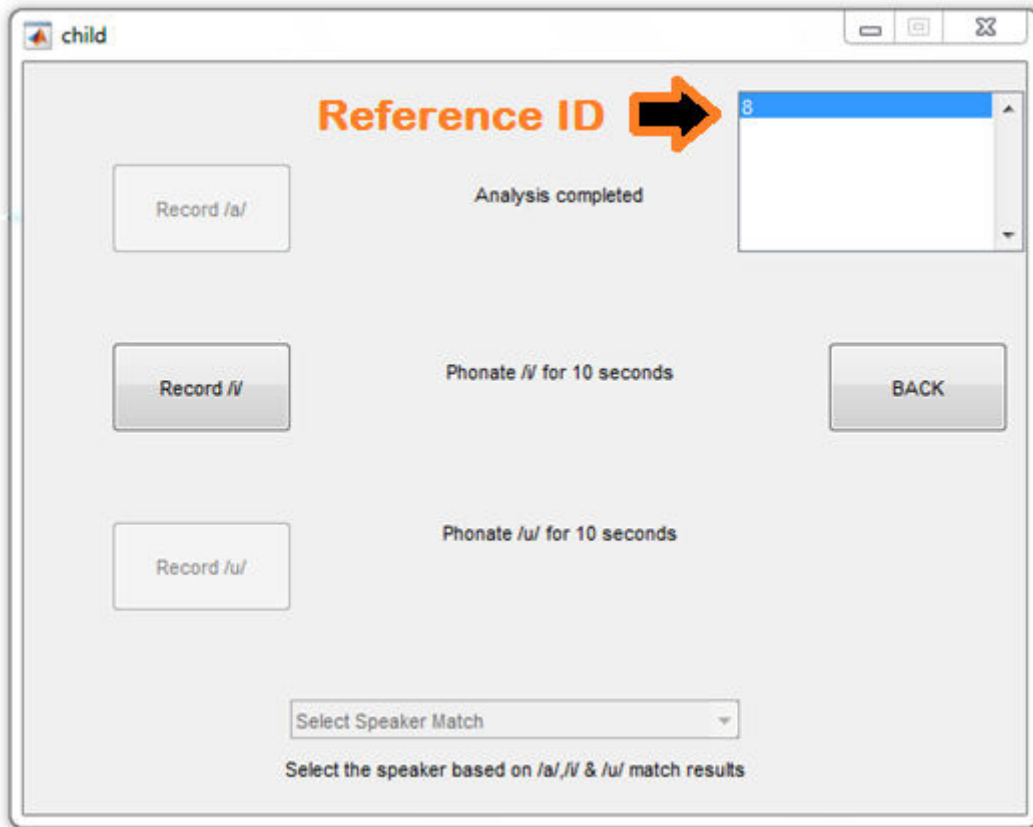 child
Reference ID
8
Record /a/
Analysis completed
Record /i/
Phonate /i/ for 10 seconds
BACK
Record /u/
Phonate /u/ for 10 seconds
Select Speaker Match
Select the speaker based on /a/,/i/ & /u/ match results